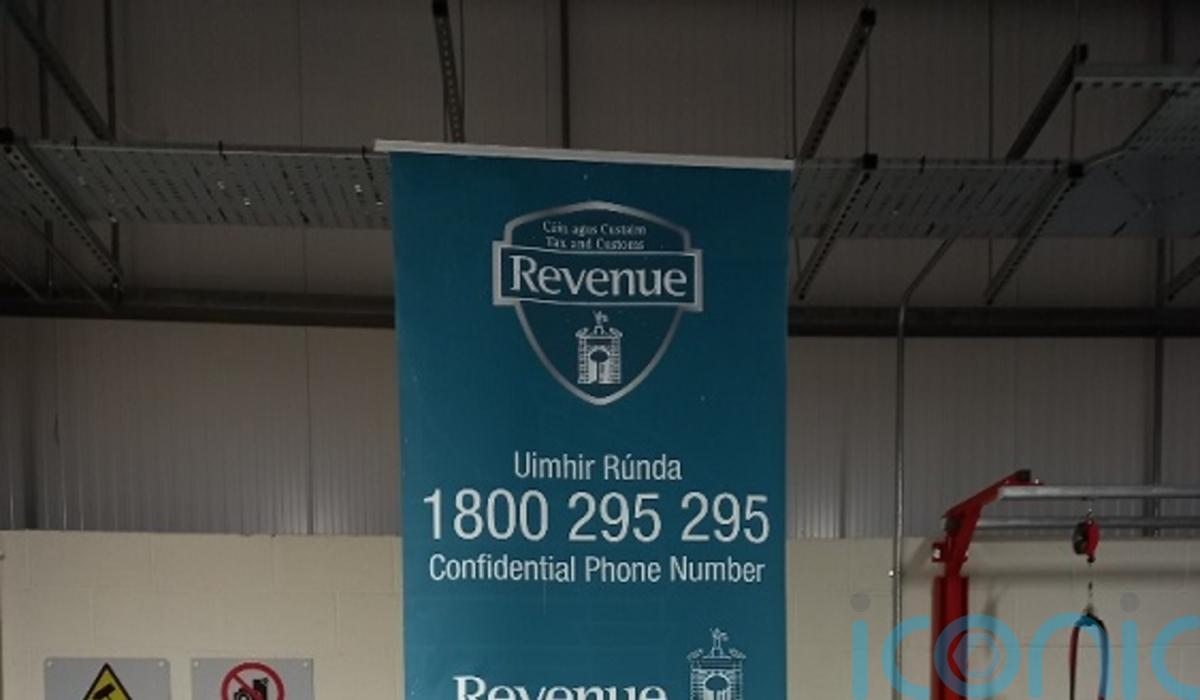 Cáin agus Custaim
Tax and Customs
Revenue
Uimhir Rúnda
1800 295 295
Confidential Phone Number
Revenue
iconic